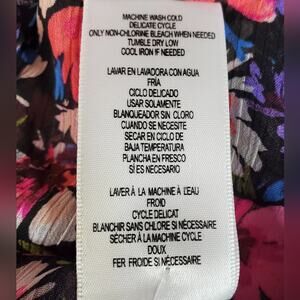 MACHINE WASH COLD
DELICATE CYCLE
ONLY NON-CHLORINE BLEACH WHEN NEEDED
TUMBLE DRY LOW
COOL IRON IF NEEDED
LAVAR EN LAVADORA CON AGUA
FRIA
CICLO DELICADO
USAR SOLAMENTE
BLANQUEADOR SIN CLORO
CUANDO SE NECESITE
SECAR EN CICLO DE
BAJA TEMPERATURA
PLANCHA EN FRESCO
SI ES NECESARIO
LAVER À LA MACHINE À L'EAU
FROID
CYCLE DELICAT
BLANCHIR SANS CHLORE SI NÉCESSAIRE
SÉCHER À LA MACHINE CYCLE
DOUX
FER FROIDE SI NÉCESSAIRE